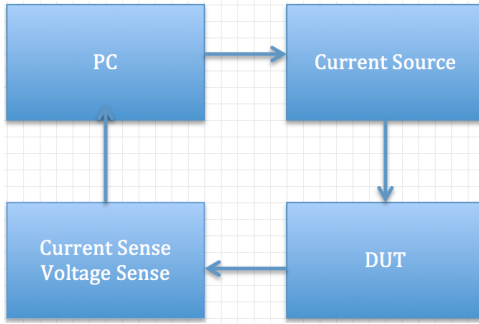 PC
Current Source
Current Sense
Voltage Sense
DUT